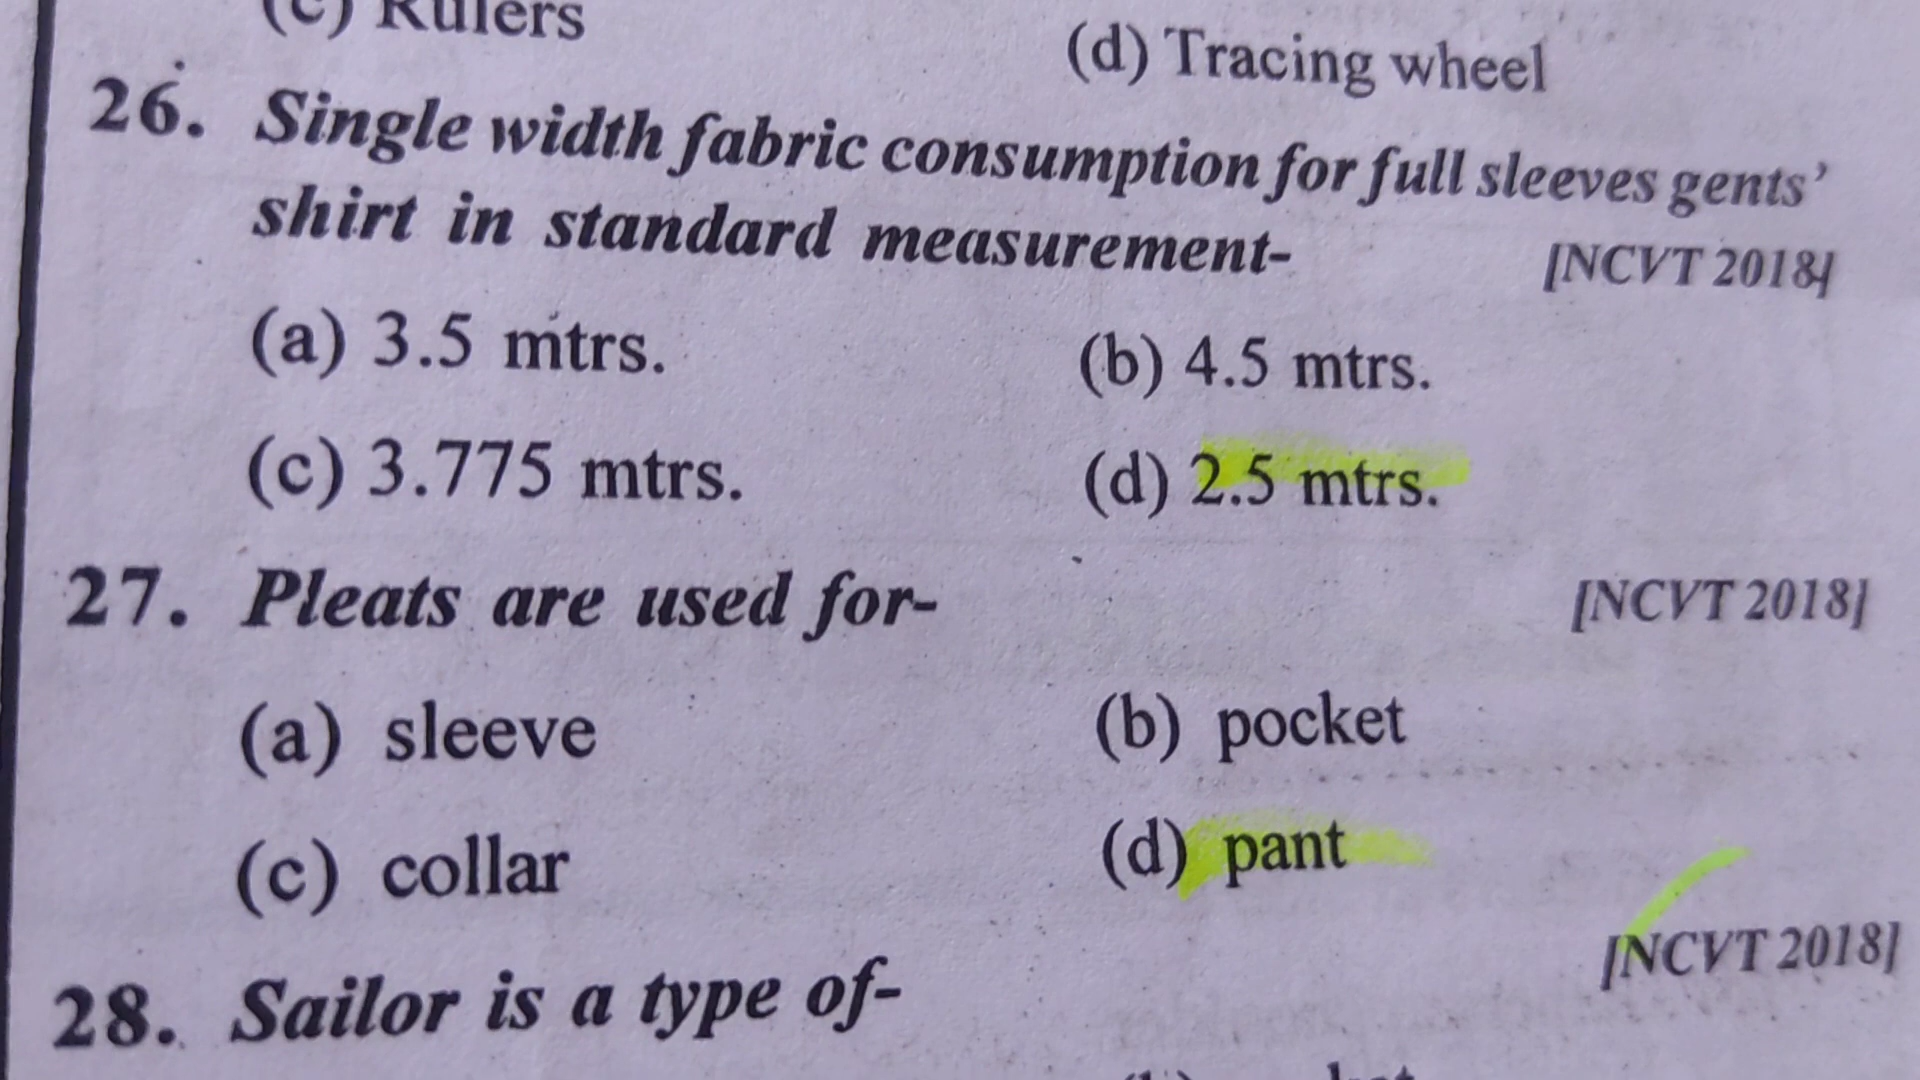 (c) Rulers
(d) Tracing wheel
26. Single width fabric consumption for full sleeves gents'
shirt in standard measurement- [NCVT 2018]
(a) 3.5 mtrs. (b) 4.5 mtrs.
(c) 3.775 mtrs. (d) 2.5 mtrs.
27. Pleats are used for- [NCVT 2018]
(a) sleeve (b) pocket
(c) collar (d) pant
[NCVT 2018]
28. Sailor is a type of-